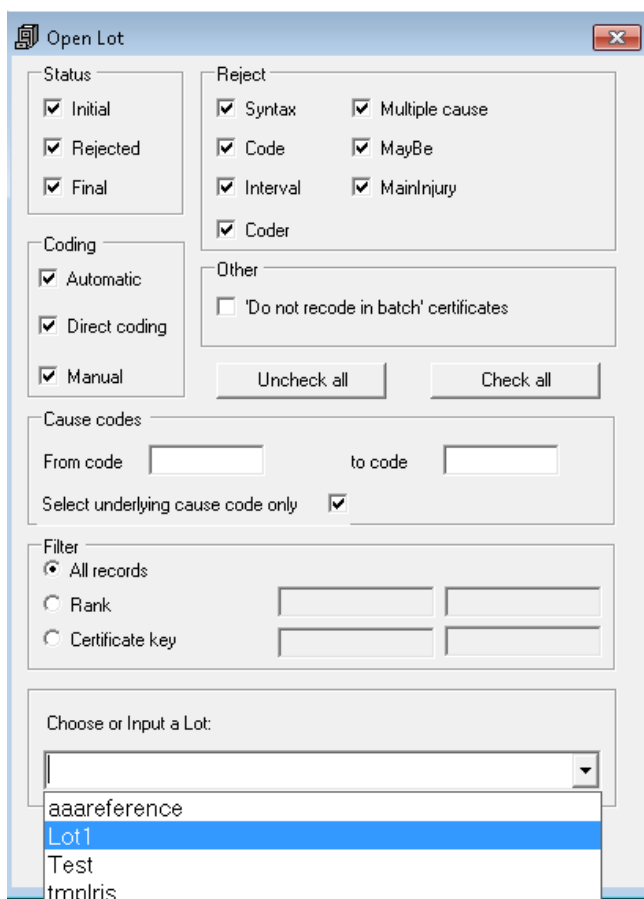 Open Lot
Status
Initial
Rejected
Final
Reject
Syntax
Multiple cause
Code
MayBe
Interval
MainInjury
Coder
Coding
Automatic
Direct coding
Manual
Other
'Do not recode in batch' certificates
Uncheck all
Check all
Cause codes
From code
to code
Select underlying cause code only
Filter
All records
Rank
Certificate key
Choose or Input a Lot:
aaareference
Lot1
Test
tmpIris